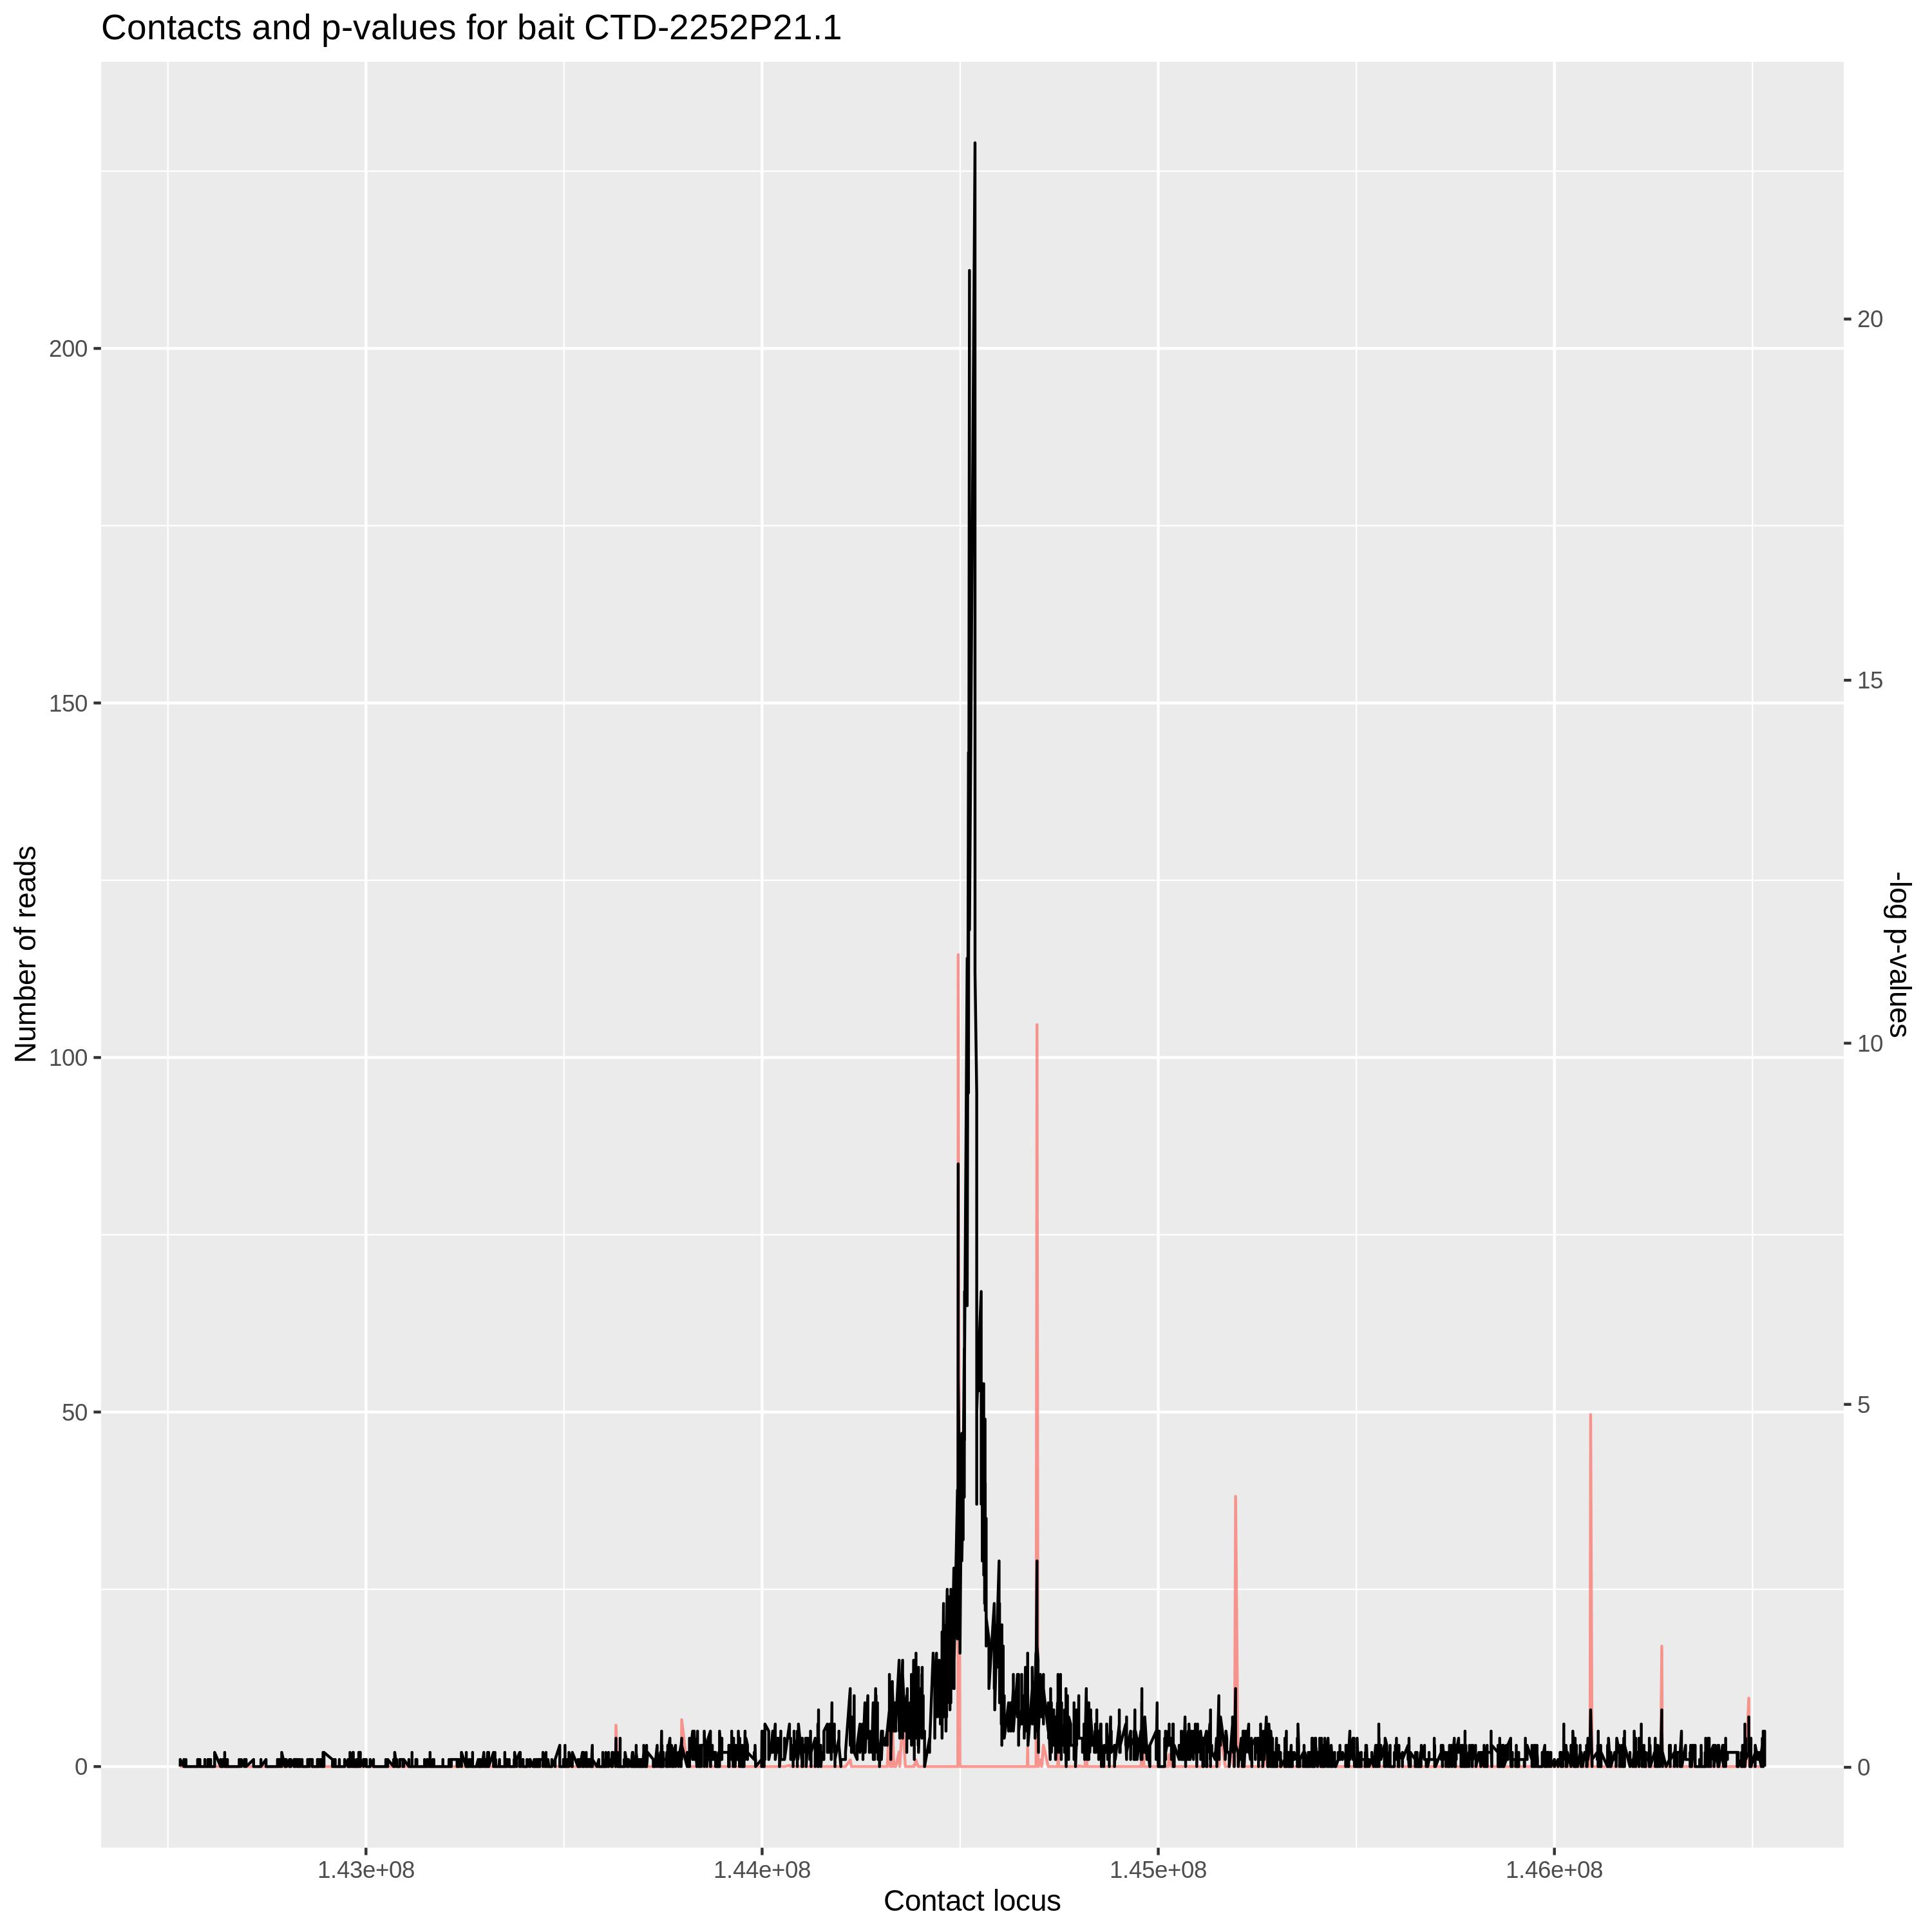 Contacts and p-values for bait CTD-2252P21.1
Number of reads
200
150
100
50
0
20
15
10
5
0
-log p-values
1.43e+08
1.44e+08
1.45e+08
1.46e+08
Contact locus